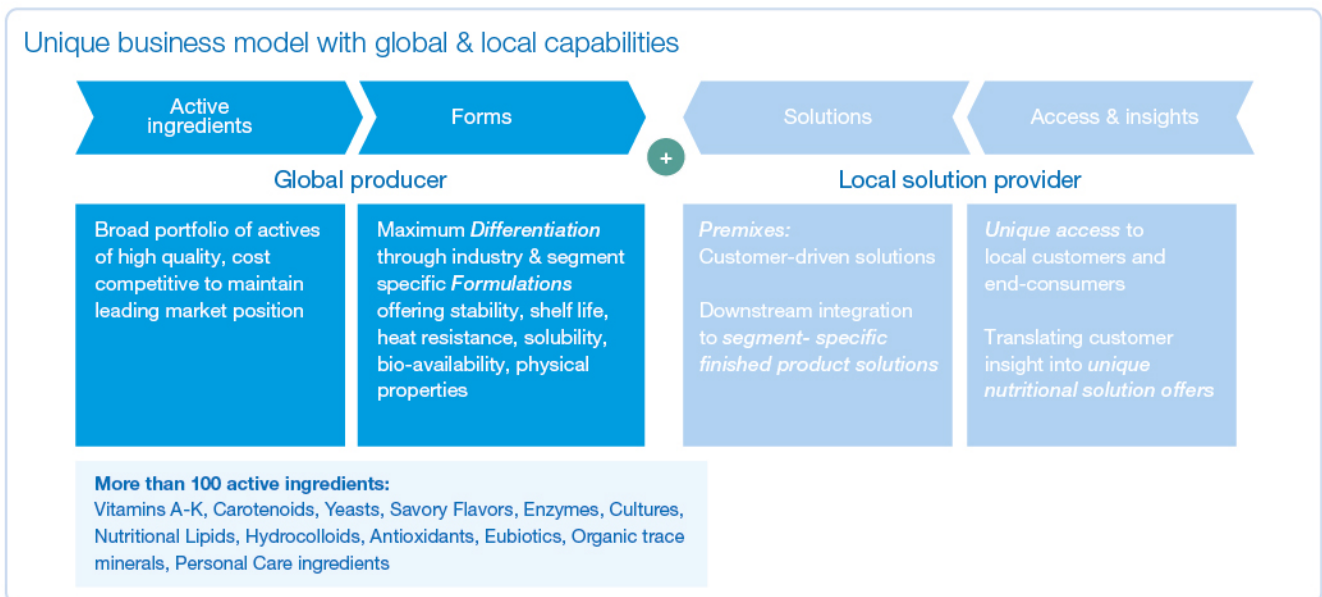 Unique business model with global & local capabilities
Active
ingredients
Forms
Solutions
Access & insights
+
Global producer
Local solution provider
Broad portfolio of actives
of high quality, cost
competitive to maintain
leading market position
Maximum Differentiation
through industry & segment
specific Formulations
offering stability, shelf life,
heat resistance, solubility,
bio-availability, physical
properties
Premixes:
Customer-driven solutions
Downstream integration
to segment- specific
finished product solutions
Unique access to
local customers and
end-consumers
Translating customer
insight into unique
nutritional solution offers
More than 100 active ingredients:
Vitamins A-K, Carotenoids, Yeasts, Savory Flavors, Enzymes, Cultures,
Nutritional Lipids, Hydrocolloids, Antioxidants, Eubiotics, Organic trace
minerals, Personal Care ingredients